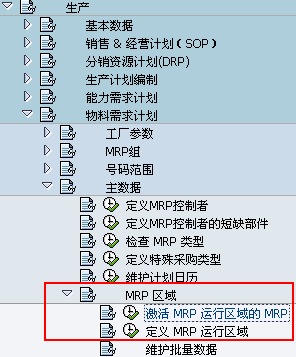 生产
基本数据
销售 & 经营计划(SOP)
分销资源计划(DRP)
生产计划编制
能力需求计划
物料需求计划
工厂参数
MRP组
号码范围
主数据
定义MRP控制者
定义MRP控制者的短缺部件
检查 MRP 类型
定义特殊采购类型
维护计划日历
MRP 区域
激活 MRP 运行区域的 MRP
定义 MRP 运行区域
维护批量数据